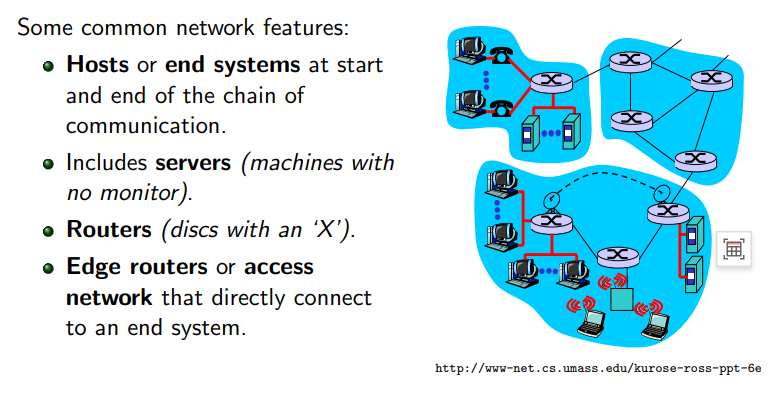 Some common network features:
Hosts or end systems at start
and end of the chain of
communication.
Includes servers (machines with
no monitor).
Routers (discs with an ‘X’).
Edge routers or access
network that directly connect
to an end system.
http://www-net.cs.umass.edu/kurose-ross-ppt-6e